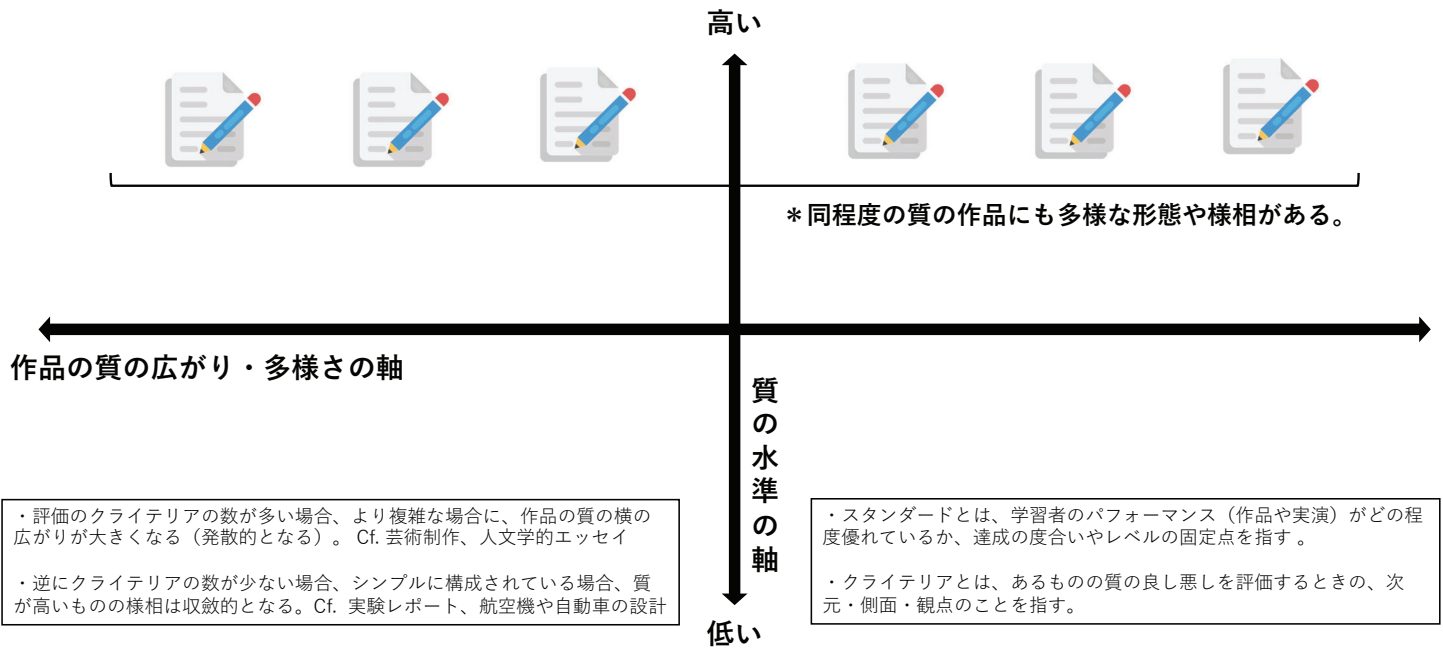 高い
＊同程度の質の作品にも多様な形態や様相がある。
作品の質の広がり・多様さの軸
質の水準の軸
・評価のクライテリアの数が多い場合、より複雑な場合に、作品の質の横の
広がりが大きくなる（発散的となる）。 Cf. 芸術制作、人文学的エッセイ
・逆にクライテリアの数が少ない場合、シンプルに構成されている場合、質
が高いものの様相は収斂的となる。Cf. 実験レポート、航空機や自動車の設計
・スタンダードとは、学習者のパフォーマンス（作品や実演）がどの程
度優れているか、達成の度合いやレベルの固定点を指す 。
・クライテリアとは、あるものの質の良し悪しを評価するときの、次
元・側面・観点のことを指す。
低い